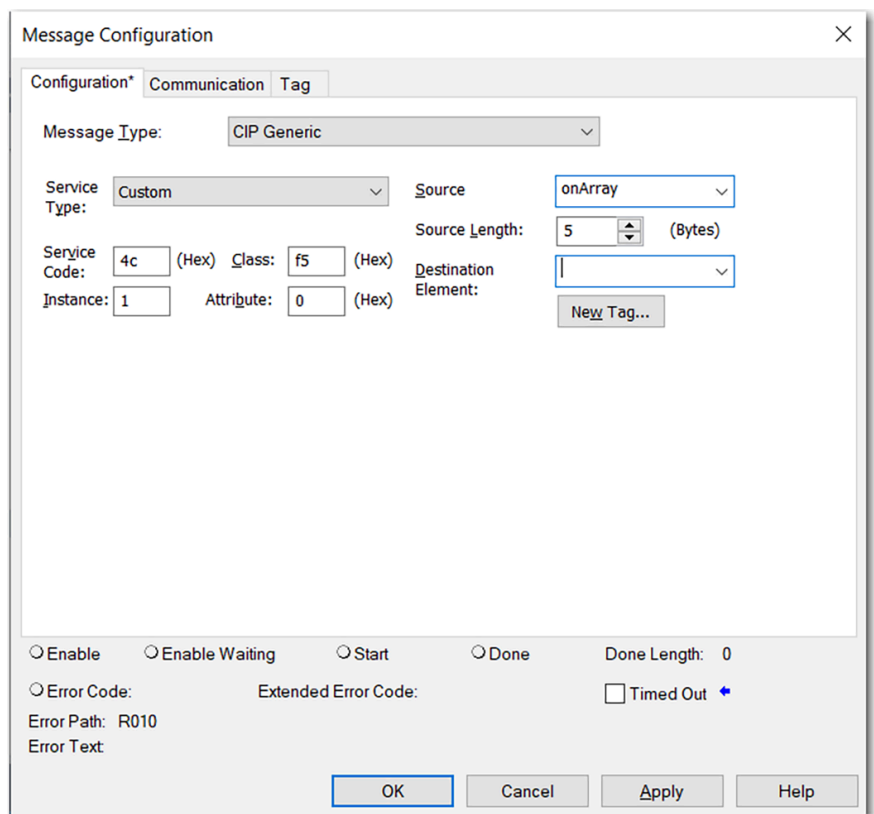 Message Configuration
Configuration* Communication Tag
Message Type: CIP Generic
Service Type: Custom
Source onArray
Source Length: 5 (Bytes)
Service Code: 4c (Hex) Class: f5 (Hex)
Destination Element:
Instance: 1 Attribute: 0 (Hex)
New Tag...
Enable Enable Waiting Start Done Done Length: 0
Error Code: Extended Error Code: Timed Out
Error Path: R010
Error Text
OK Cancel Apply Help